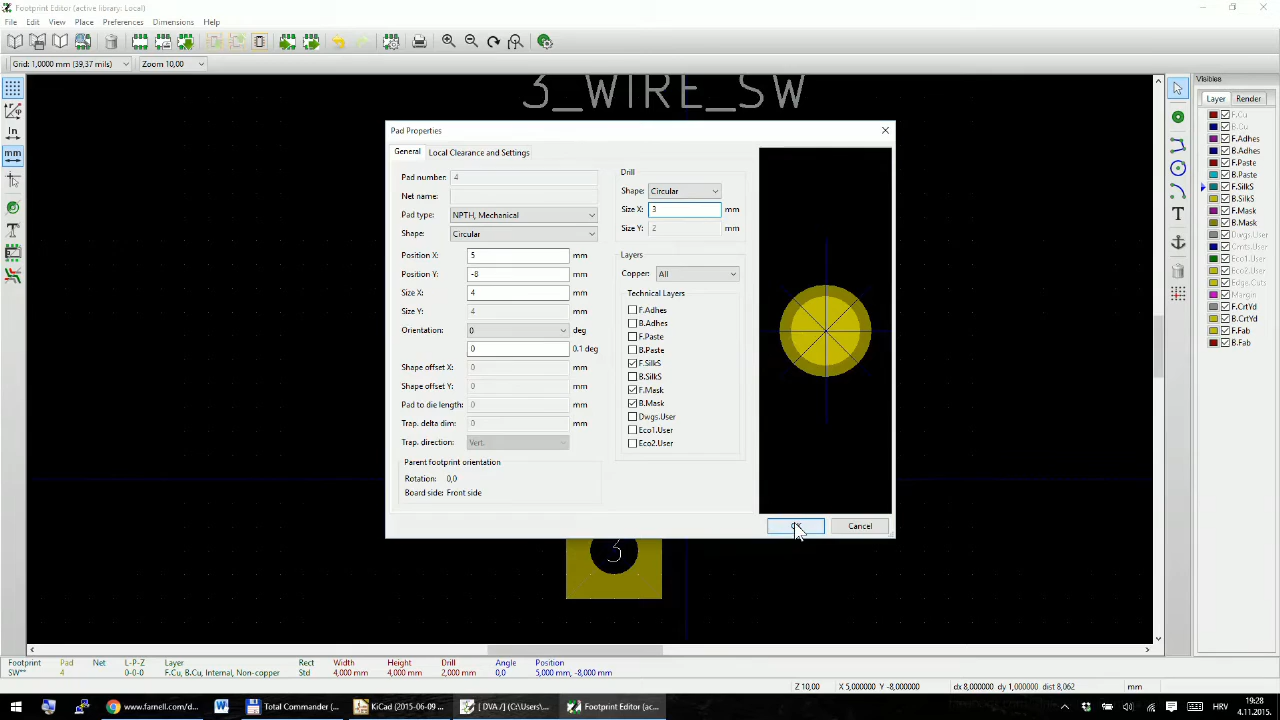 Footprint Editor (active library: Local)
File Edit View Place Preferences Dimensions Help
Grid: 1,0000 mm (39,37 mils) Zoom 10,00
Visibles
Layer Render
F.Cu
B.Cu
F.Adhes
B.Adhes
F.Paste
B.Paste
F.SilkS
B.SilkS
F.Mask
B.Mask
Dwgs.User
Cmts.User
Eco1.User
Eco2.User
Edge.Cuts
Margin
F.CrtYd
B.CrtYd
F.Fab
B.Fab
In
mm
3_WIRE_SW
Pad Properties
General Local Clearance and Settings
Pad number: 4
Net name:
Pad type: NPTH, Mechanical
Shape: Circular
Position X: 5 mm
Position Y: -8 mm
Size X: 4 mm
Size Y: 4 mm
Orientation: 0 deg
0 0.1 deg
Shape offset X: 0 mm
Shape offset Y: 0 mm
Pad to die length: 0 mm
Trap. delta dim: 0 mm
Trap. direction: Vert.
Parent footprint orientation
Rotation: 0,0
Board side: Front side
Drill
Shape: Circular
Size X: 3 mm
Size Y: 2 mm
Layers
Copper: All
Technical Layers
F.Adhes
B.Adhes
F.Paste
B.Paste
F.SilkS
B.SilkS
F.Mask
B.Mask
Dwgs.User
Eco1.User
Eco2.User
OK Cancel
3
Footprint Pad Net L-P-Z Layer Rect Width Height Drill Angle Position
SW** 4 0-0-0 F.Cu, B.Cu, Internal, Non-copper Std 4,000 mm 4,000 mm 2,000 mm 0,0 5,000 mm, -8,000 mm
Z 10,00 X 5,000000 Y -8,000000 dx 8,000000 dy 1,000000 dist 8,062 mm
www.farnell.com/d... Total Commander (... KiCad (2015-06-09 ... [ DVA /] (C:\Users\... Footprint Editor (ac... HRV 19:28
4.11.2015.